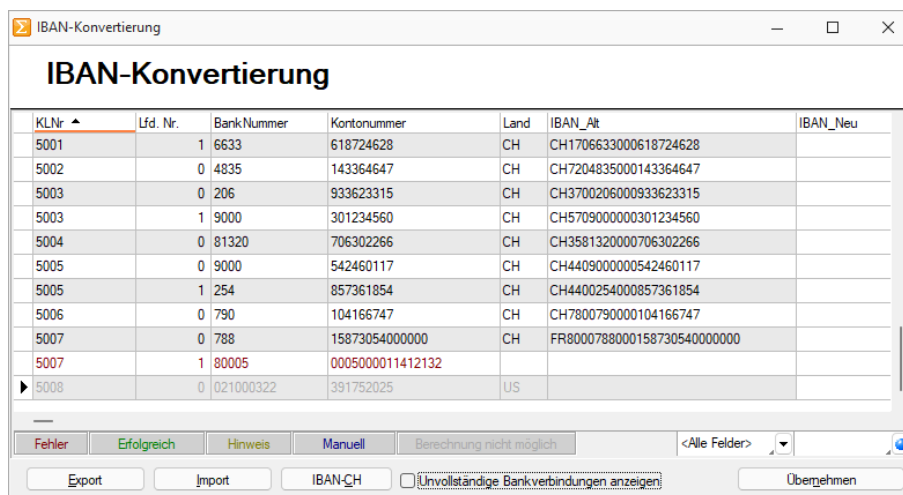 IBAN-Konvertierung
IBAN-Konvertierung
KLNr Lfd. Nr. BankNummer Kontonummer Land IBAN_Alt IBAN_Neu
5001 1 6633 618724628 CH CH1706633000618724628
5002 0 4835 143364647 CH CH7204835000143364647
5003 0 206 933623315 CH CH3700206000933623315
5003 1 9000 301234560 CH CH5709000000301234560
5004 0 81320 706302266 CH CH3581320000706302266
5005 0 9000 542460117 CH CH4409000000542460117
5005 1 254 857361854 CH CH4400254000857361854
5006 0 790 104166747 CH CH7800790000104166747
5007 0 788 15873054000000 CH FR8000788000158730540000000
5007 1 80005 0005000011412132
5008 0 021000322 391752025 US
Fehler Erfolgreich Hinweis Manuell Berechnung nicht möglich <Alle Felder>
Export Import IBAN-CH Unvollständige Bankverbindungen anzeigen Übernehmen